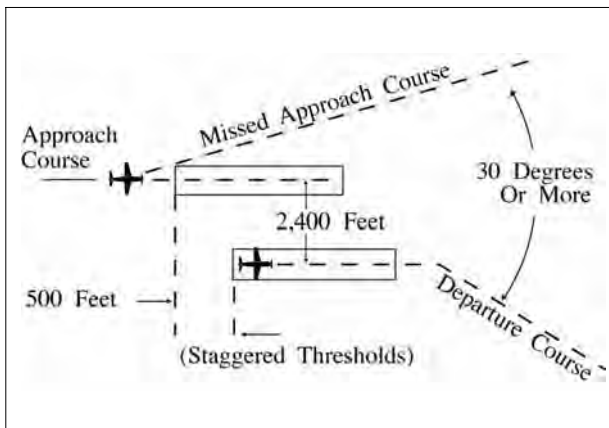 Missed Approach Course
Approach
Course
30 Degrees
Or More
2,400 Feet
500 Feet
Departure Course
(Staggered Thresholds)